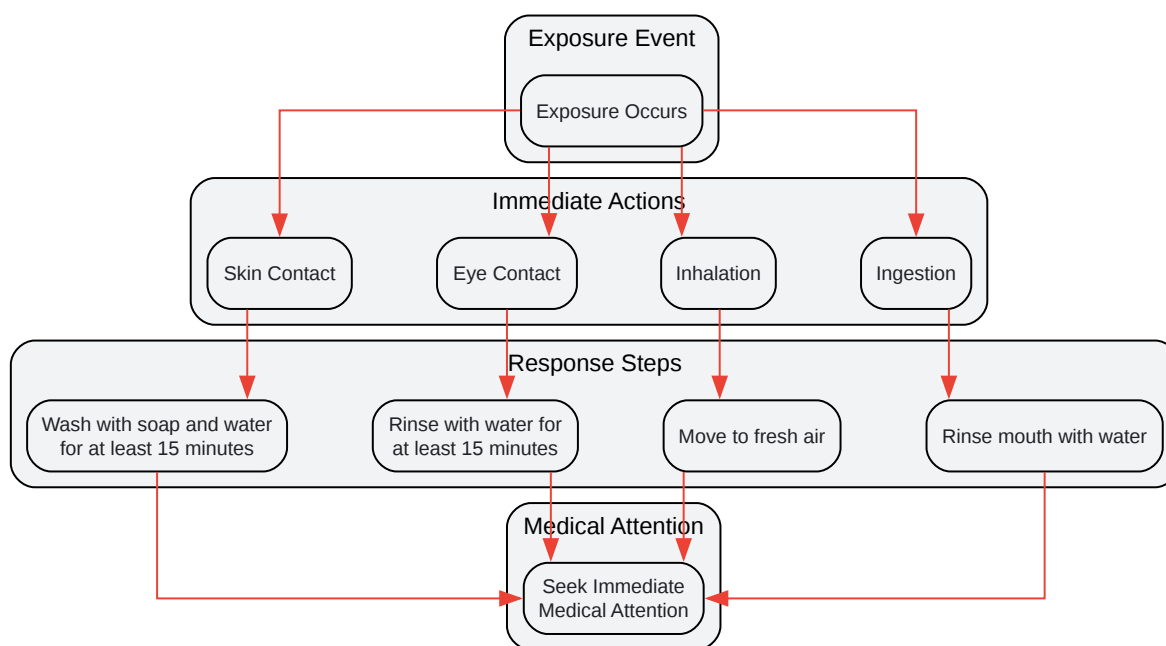 Exposure Event
Exposure Occurs
Immediate Actions
Skin Contact
Eye Contact
Inhalation
Ingestion
Response Steps
Wash with soap and water
for at least 15 minutes
Rinse with water for
at least 15 minutes
Move to fresh air
Rinse mouth with water
Medical Attention
Seek Immediate
Medical Attention